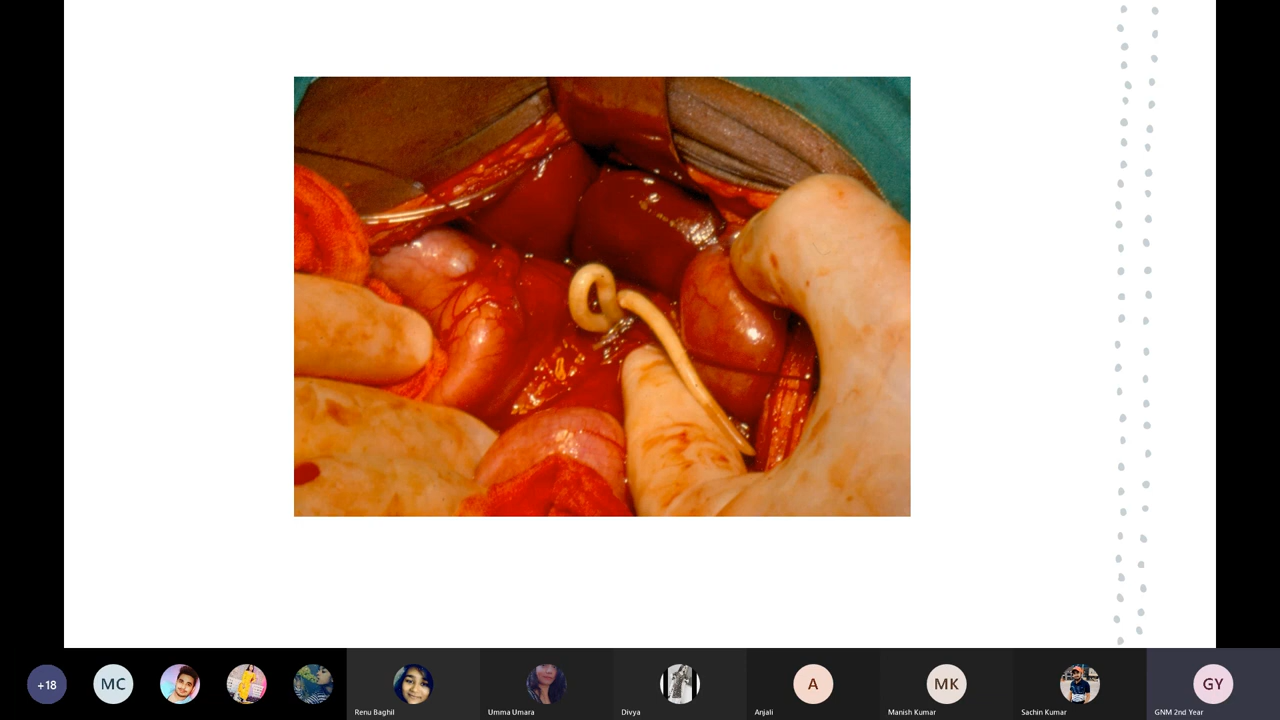 +18
MC
A
MK
GY
Renu Baghil
Umma Umara
Divya
Anjali
Manish Kumar
Sachin Kumar
GNM 2nd Year